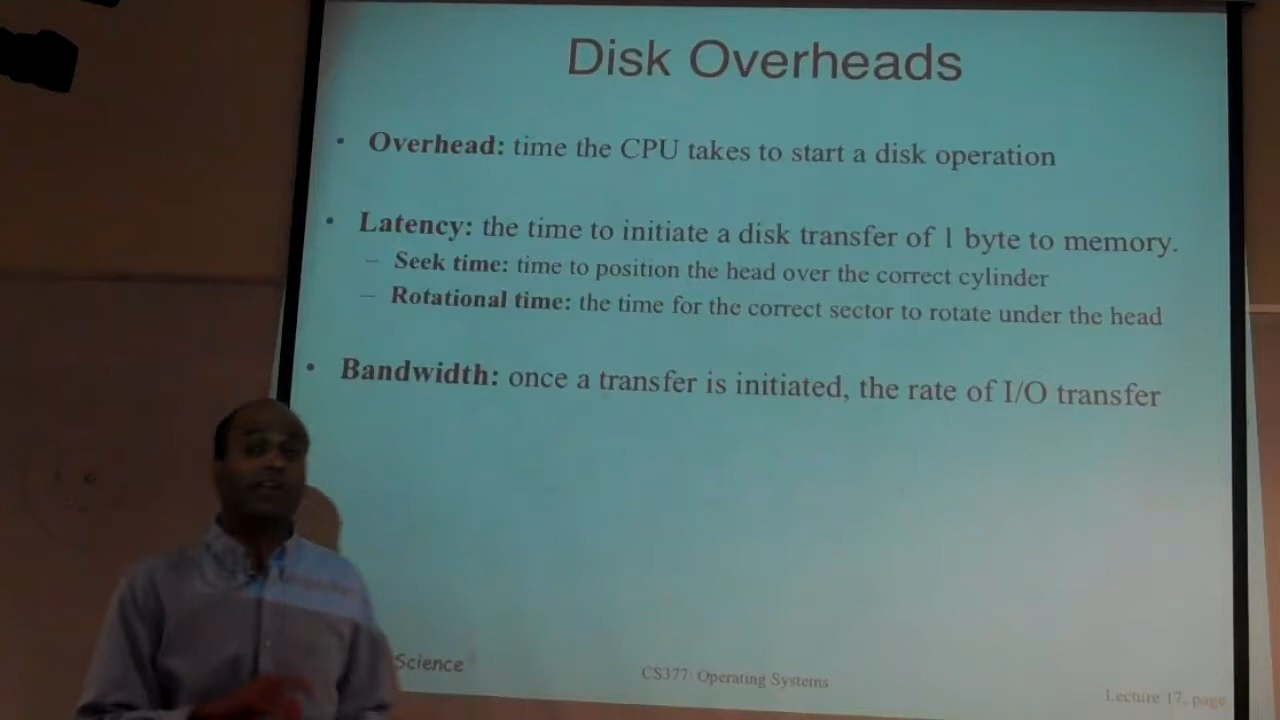 Disk Overheads
• Overhead: time the CPU takes to start a disk operation
• Latency: the time to initiate a disk transfer of 1 byte to memory.
– Seek time: time to position the head over the correct cylinder
– Rotational time: the time for the correct sector to rotate under the head
• Bandwidth: once a transfer is initiated, the rate of I/O transfer
Science
CS377: Operating Systems
Lecture 17, page